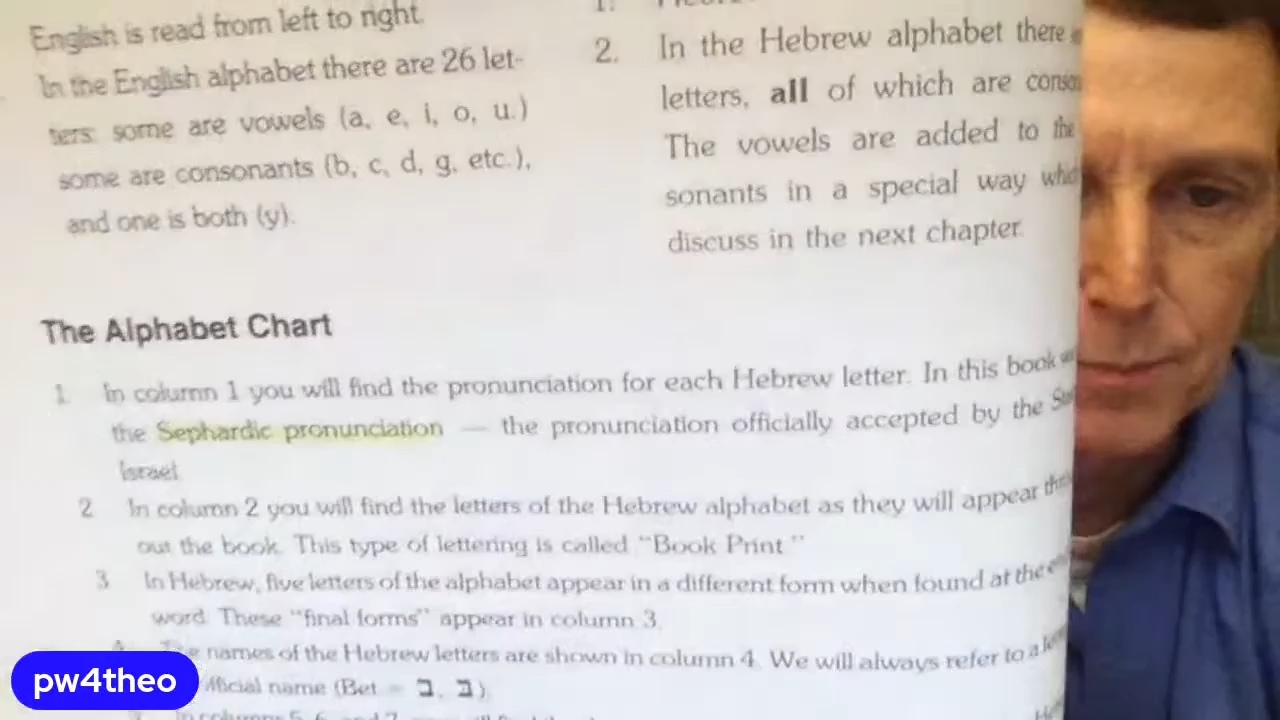 English is read from left to right.
In the English alphabet there are 26 let-
ters: some are vowels (a, e, i, o, u.)
some are consonants (b, c, d, g, etc.),
and one is both (y).
1.
2. In the Hebrew alphabet there
letters, all of which are
The vowels are added to the
sonants in a special way
discuss in the next chapter.
The Alphabet Chart
1. In column 1 you will find the pronunciation for each Hebrew letter. In this book
the Sephardic pronunciation — the pronunciation officially accepted by the
Israel.
2 In column 2 you will find the letters of the Hebrew alphabet as they will appear
out the book. This type of lettering is called "Book Print."
3 In Hebrew, five letters of the alphabet appear in a different form when found at the
word. These "final forms" appear in column 3.
names of the Hebrew letters are shown in column 4. We will always refer to a
name (Bet = בּ, ב).
pw4theo